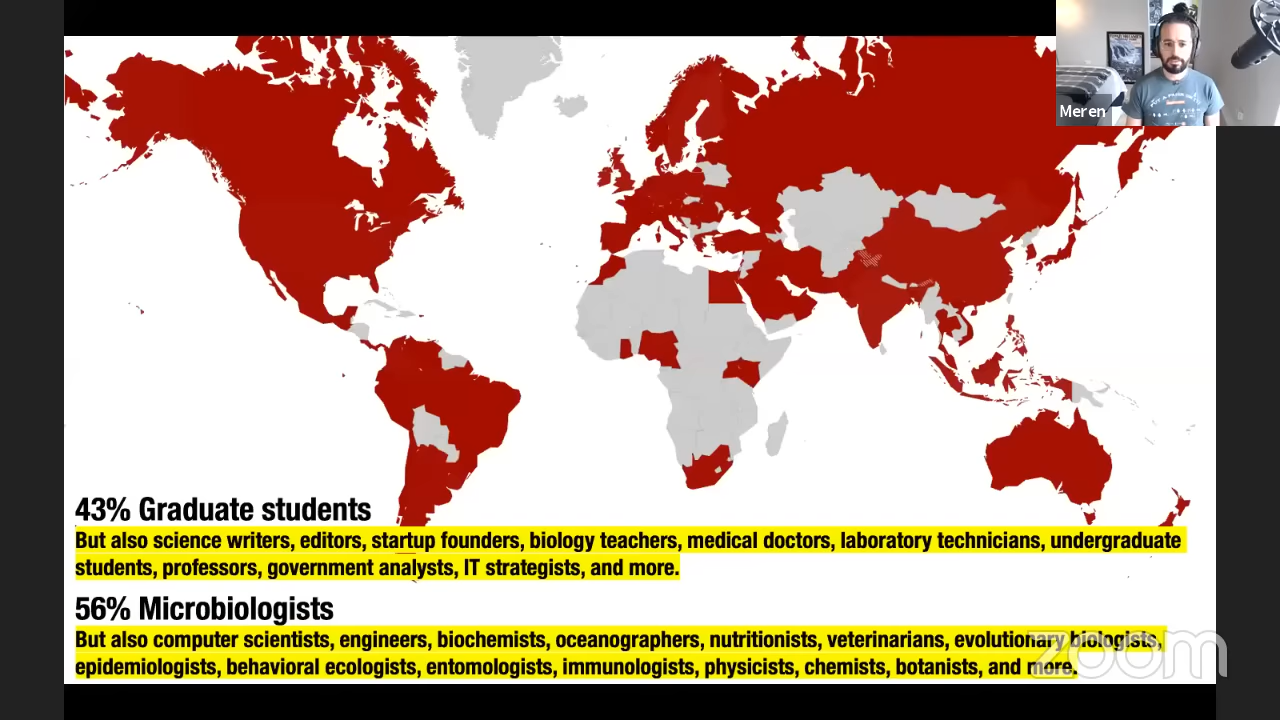 Meren
43% Graduate students
But also science writers, editors, startup founders, biology teachers, medical doctors, laboratory technicians, undergraduate
students, professors, government analysts, IT strategists, and more.
56% Microbiologists
But also computer scientists, engineers, biochemists, oceanographers, nutritionists, veterinarians, evolutionary biologists,
epidemiologists, behavioral ecologists, entomologists, immunologists, physicists, chemists, botanists, and more.
zoom